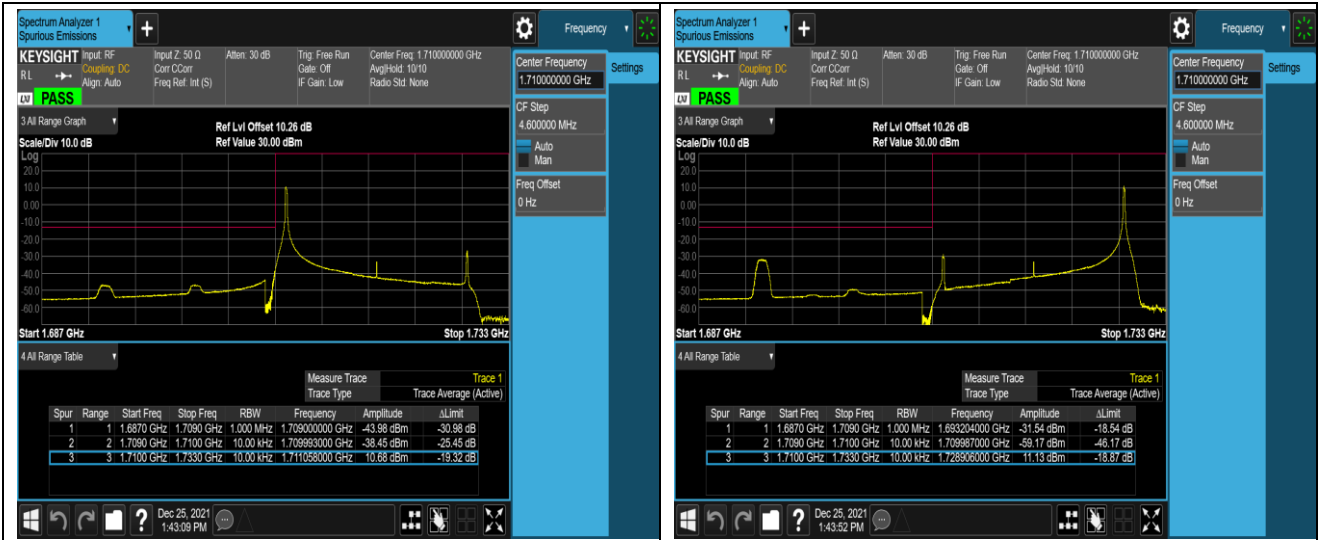 Spectrum Analyzer 1
Spurious Emissions
+
Frequency
KEYSIGHT
R L
Input: RF
Coupling: DC
Align: Auto
Input Z: 50 Ω
Corr CCorr
Freq Ref: Int (S)
Atten: 30 dB
Trig: Free Run
Gate: Off
IF Gain: Low
Center Freq: 1.710000000 GHz
Avg|Hold: 10/10
Radio Std: None
PASS
3 All Range Graph
Ref Lvl Offset 10.26 dB
Scale/Div 10.0 dB
Ref Value 30.00 dBm
Log
20.0
10.0
0.00
-10.0
-20.0
-30.0
-40.0
-50.0
-60.0
Start 1.687 GHz
Stop 1.733 GHz
4 All Range Table
Measure Trace Trace 1
Trace Type Trace Average (Active)
Spur Range Start Freq Stop Freq RBW Frequency Amplitude ΔLimit
1 1 1.6870 GHz 1.7090 GHz 1.000 MHz 1.709000000 GHz -43.98 dBm -30.98 dB
2 2 1.7090 GHz 1.7100 GHz 10.00 kHz 1.709993000 GHz -38.45 dBm -25.45 dB
3 3 1.7100 GHz 1.7330 GHz 10.00 kHz 1.711058000 GHz 10.68 dBm -19.32 dB
?
Dec 25, 2021
1:43:09 PM
Center Frequency
1.710000000 GHz
Settings
CF Step
4.600000 MHz
Auto
Man
Freq Offset
0 Hz
Spectrum Analyzer 1
Spurious Emissions
+
Frequency
KEYSIGHT
R L
Input: RF
Coupling: DC
Align: Auto
Input Z: 50 Ω
Corr CCorr
Freq Ref: Int (S)
Atten: 30 dB
Trig: Free Run
Gate: Off
IF Gain: Low
Center Freq: 1.710000000 GHz
Avg|Hold: 10/10
Radio Std: None
PASS
3 All Range Graph
Ref Lvl Offset 10.26 dB
Scale/Div 10.0 dB
Ref Value 30.00 dBm
Log
20.0
10.0
0.00
-10.0
-20.0
-30.0
-40.0
-50.0
-60.0
Start 1.687 GHz
Stop 1.733 GHz
4 All Range Table
Measure Trace Trace 1
Trace Type Trace Average (Active)
Spur Range Start Freq Stop Freq RBW Frequency Amplitude ΔLimit
1 1 1.6870 GHz 1.7090 GHz 1.000 MHz 1.693204000 GHz -31.54 dBm -18.54 dB
2 2 1.7090 GHz 1.7100 GHz 10.00 kHz 1.709987000 GHz -59.17 dBm -46.17 dB
3 3 1.7100 GHz 1.7330 GHz 10.00 kHz 1.728906000 GHz 11.13 dBm -18.87 dB
?
Dec 25, 2021
1:43:52 PM
Center Frequency
1.710000000 GHz
Settings
CF Step
4.600000 MHz
Auto
Man
Freq Offset
0 Hz